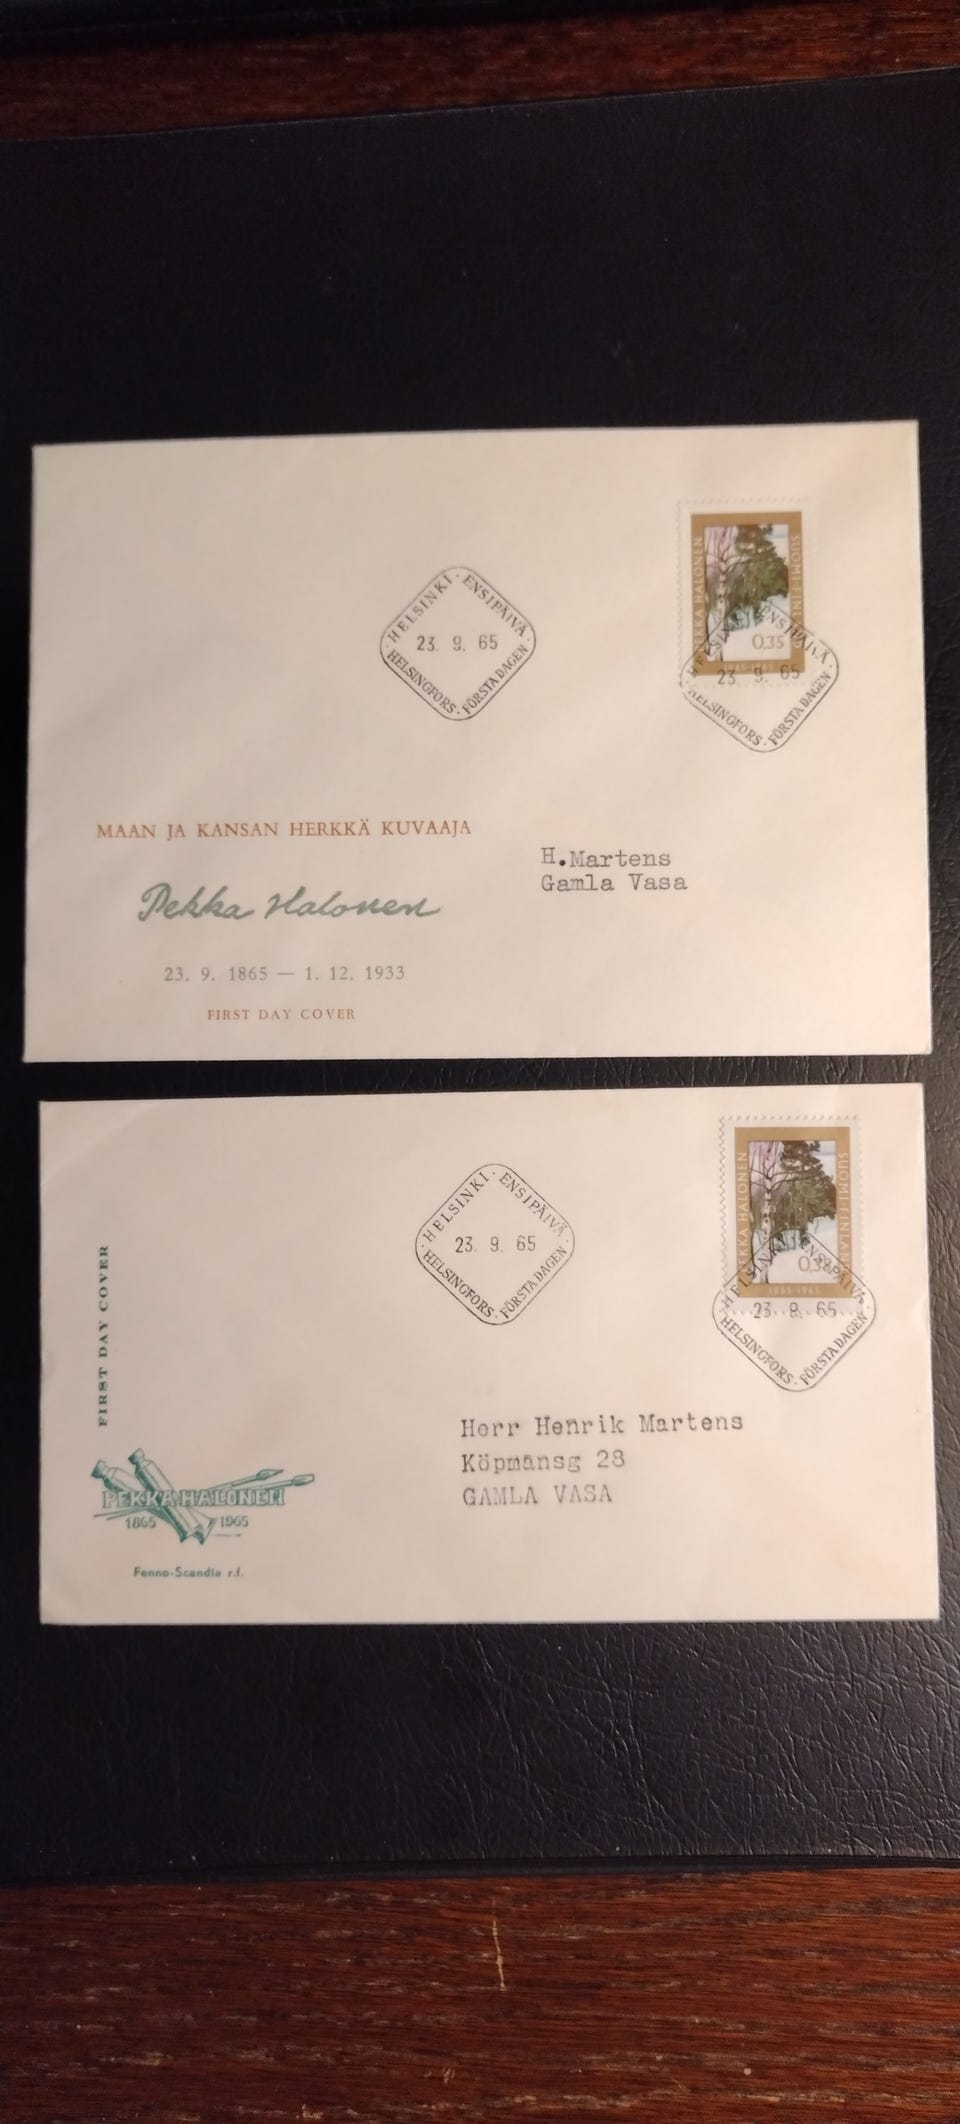 PEKKA HALONEN
SUOMI-FINLAND
0,35
1865-1965
HELSINKI · ENSIPÄIVÄ
23. 9. 65
HELSINGFORS · FÖRSTA DAGEN
HELSINKI ENSIPÄIVÄ
23. 9. 65
HELSINGFORS · FÖRSTA DAGEN
MAAN JA KANSAN HERKKÄ KUVAAJA
Pekka Halonen
23. 9. 1865 — 1. 12. 1933
FIRST DAY COVER
H.Martens
Gamla Vasa
PEKKA HALONEN
SUOMI-FINLAND
0,35
1865-1965
HELSINKI · ENSIPÄIVÄ
23. 9. 65
HELSINGFORS · FÖRSTA DAGEN
HELSINKI ENSIPÄIVÄ
23. 9. 65
HELSINGFORS · FÖRSTA DAGEN
FIRST DAY COVER
Herr Henrik Martens
Köpmansg 28
GAMLA VASA
PEKKA HALONEN
1865 1965
Fenno-Scandia r.f.